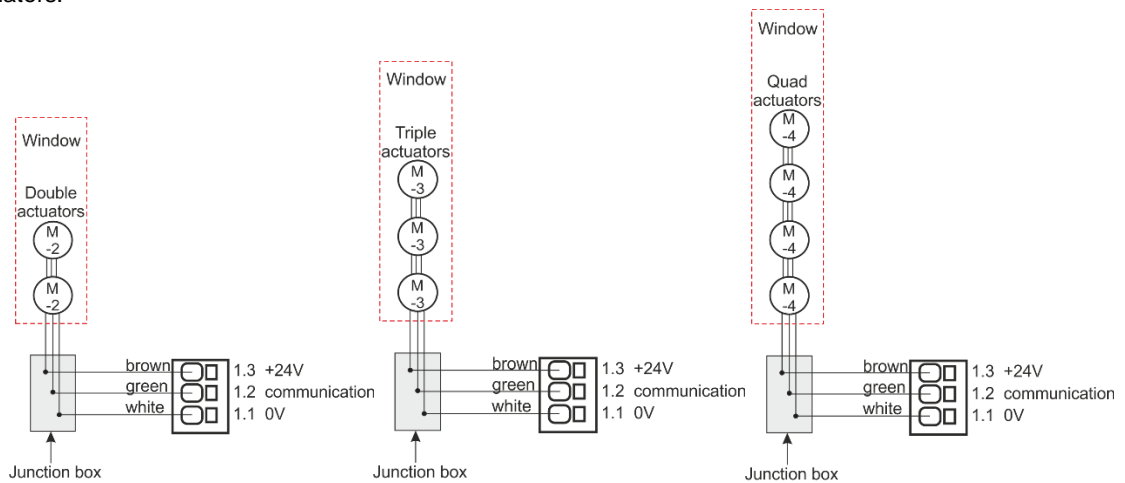 Window
Double
actuators
M
-2
M
-2
brown 1.3 +24V
green 1.2 communication
white 1.1 0V
Junction box
Window
Triple
actuators
M
-3
M
-3
M
-3
brown 1.3 +24V
green 1.2 communication
white 1.1 0V
Junction box
Window
Quad
actuators
M
-4
M
-4
M
-4
M
-4
brown 1.3 +24V
green 1.2 communication
white 1.1 0V
Junction box